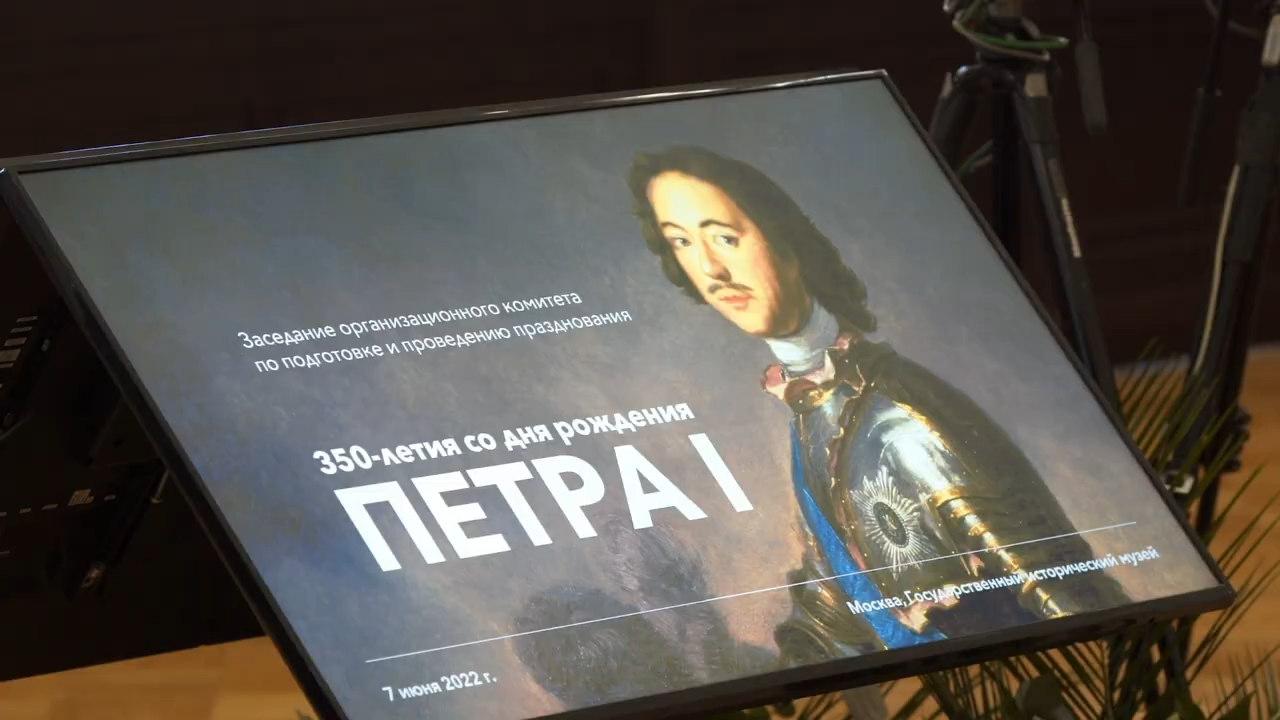 Заседание организационного комитета
по подготовке и проведению празднования
350-летия со дня рождения
ПЕТРА I
Москва, Государственный исторический музей
7 июня 2022 г.